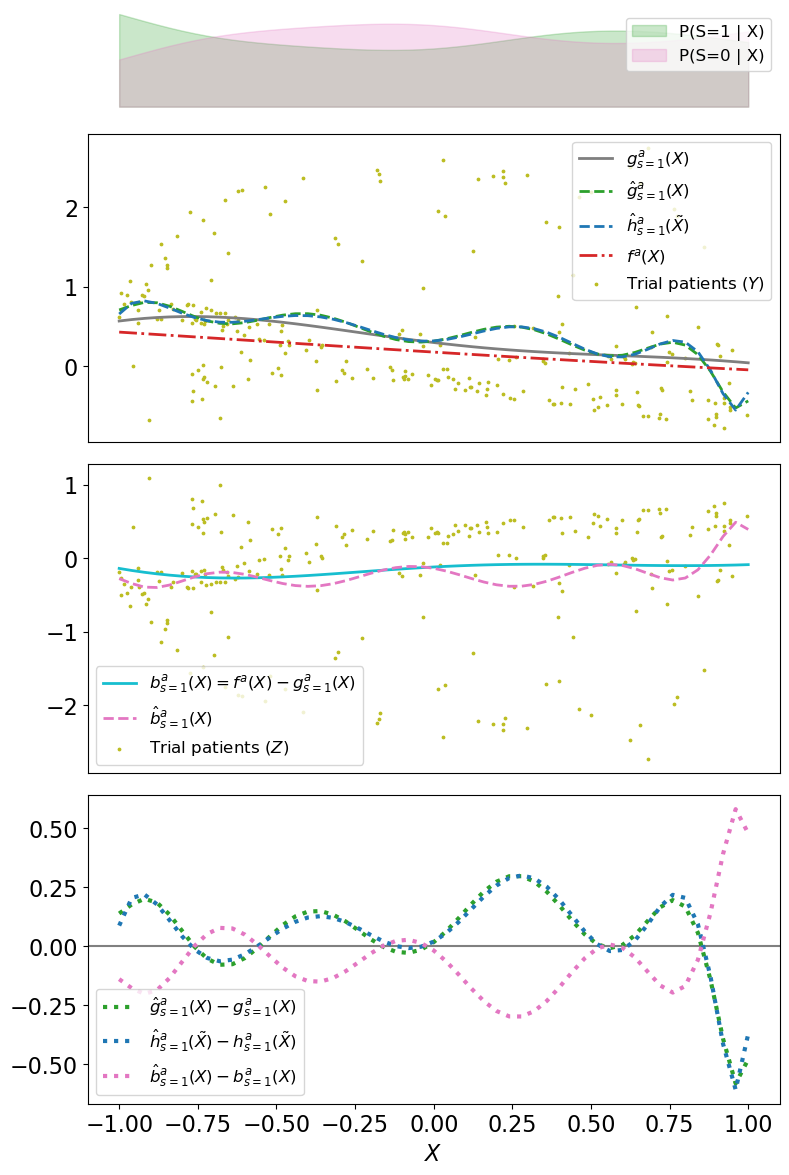 P(S=1 | X)
P(S=0 | X)
2
1
0
g^a_{s=1}(X)
ĝ^a_{s=1}(X)
ĥ^a_{s=1}(X̃)
f^a(X)
Trial patients (Y)
1
0
−1
−2
b^a_{s=1}(X) = f^a(X) − g^a_{s=1}(X)
b̂^a_{s=1}(X)
Trial patients (Z)
0.50
0.25
0.00
−0.25
−0.50
ĝ^a_{s=1}(X) − g^a_{s=1}(X)
ĥ^a_{s=1}(X̃) − h^a_{s=1}(X̃)
b̂^a_{s=1}(X) − b^a_{s=1}(X)
−1.00 −0.75 −0.50 −0.25 0.00 0.25 0.50 0.75 1.00
X